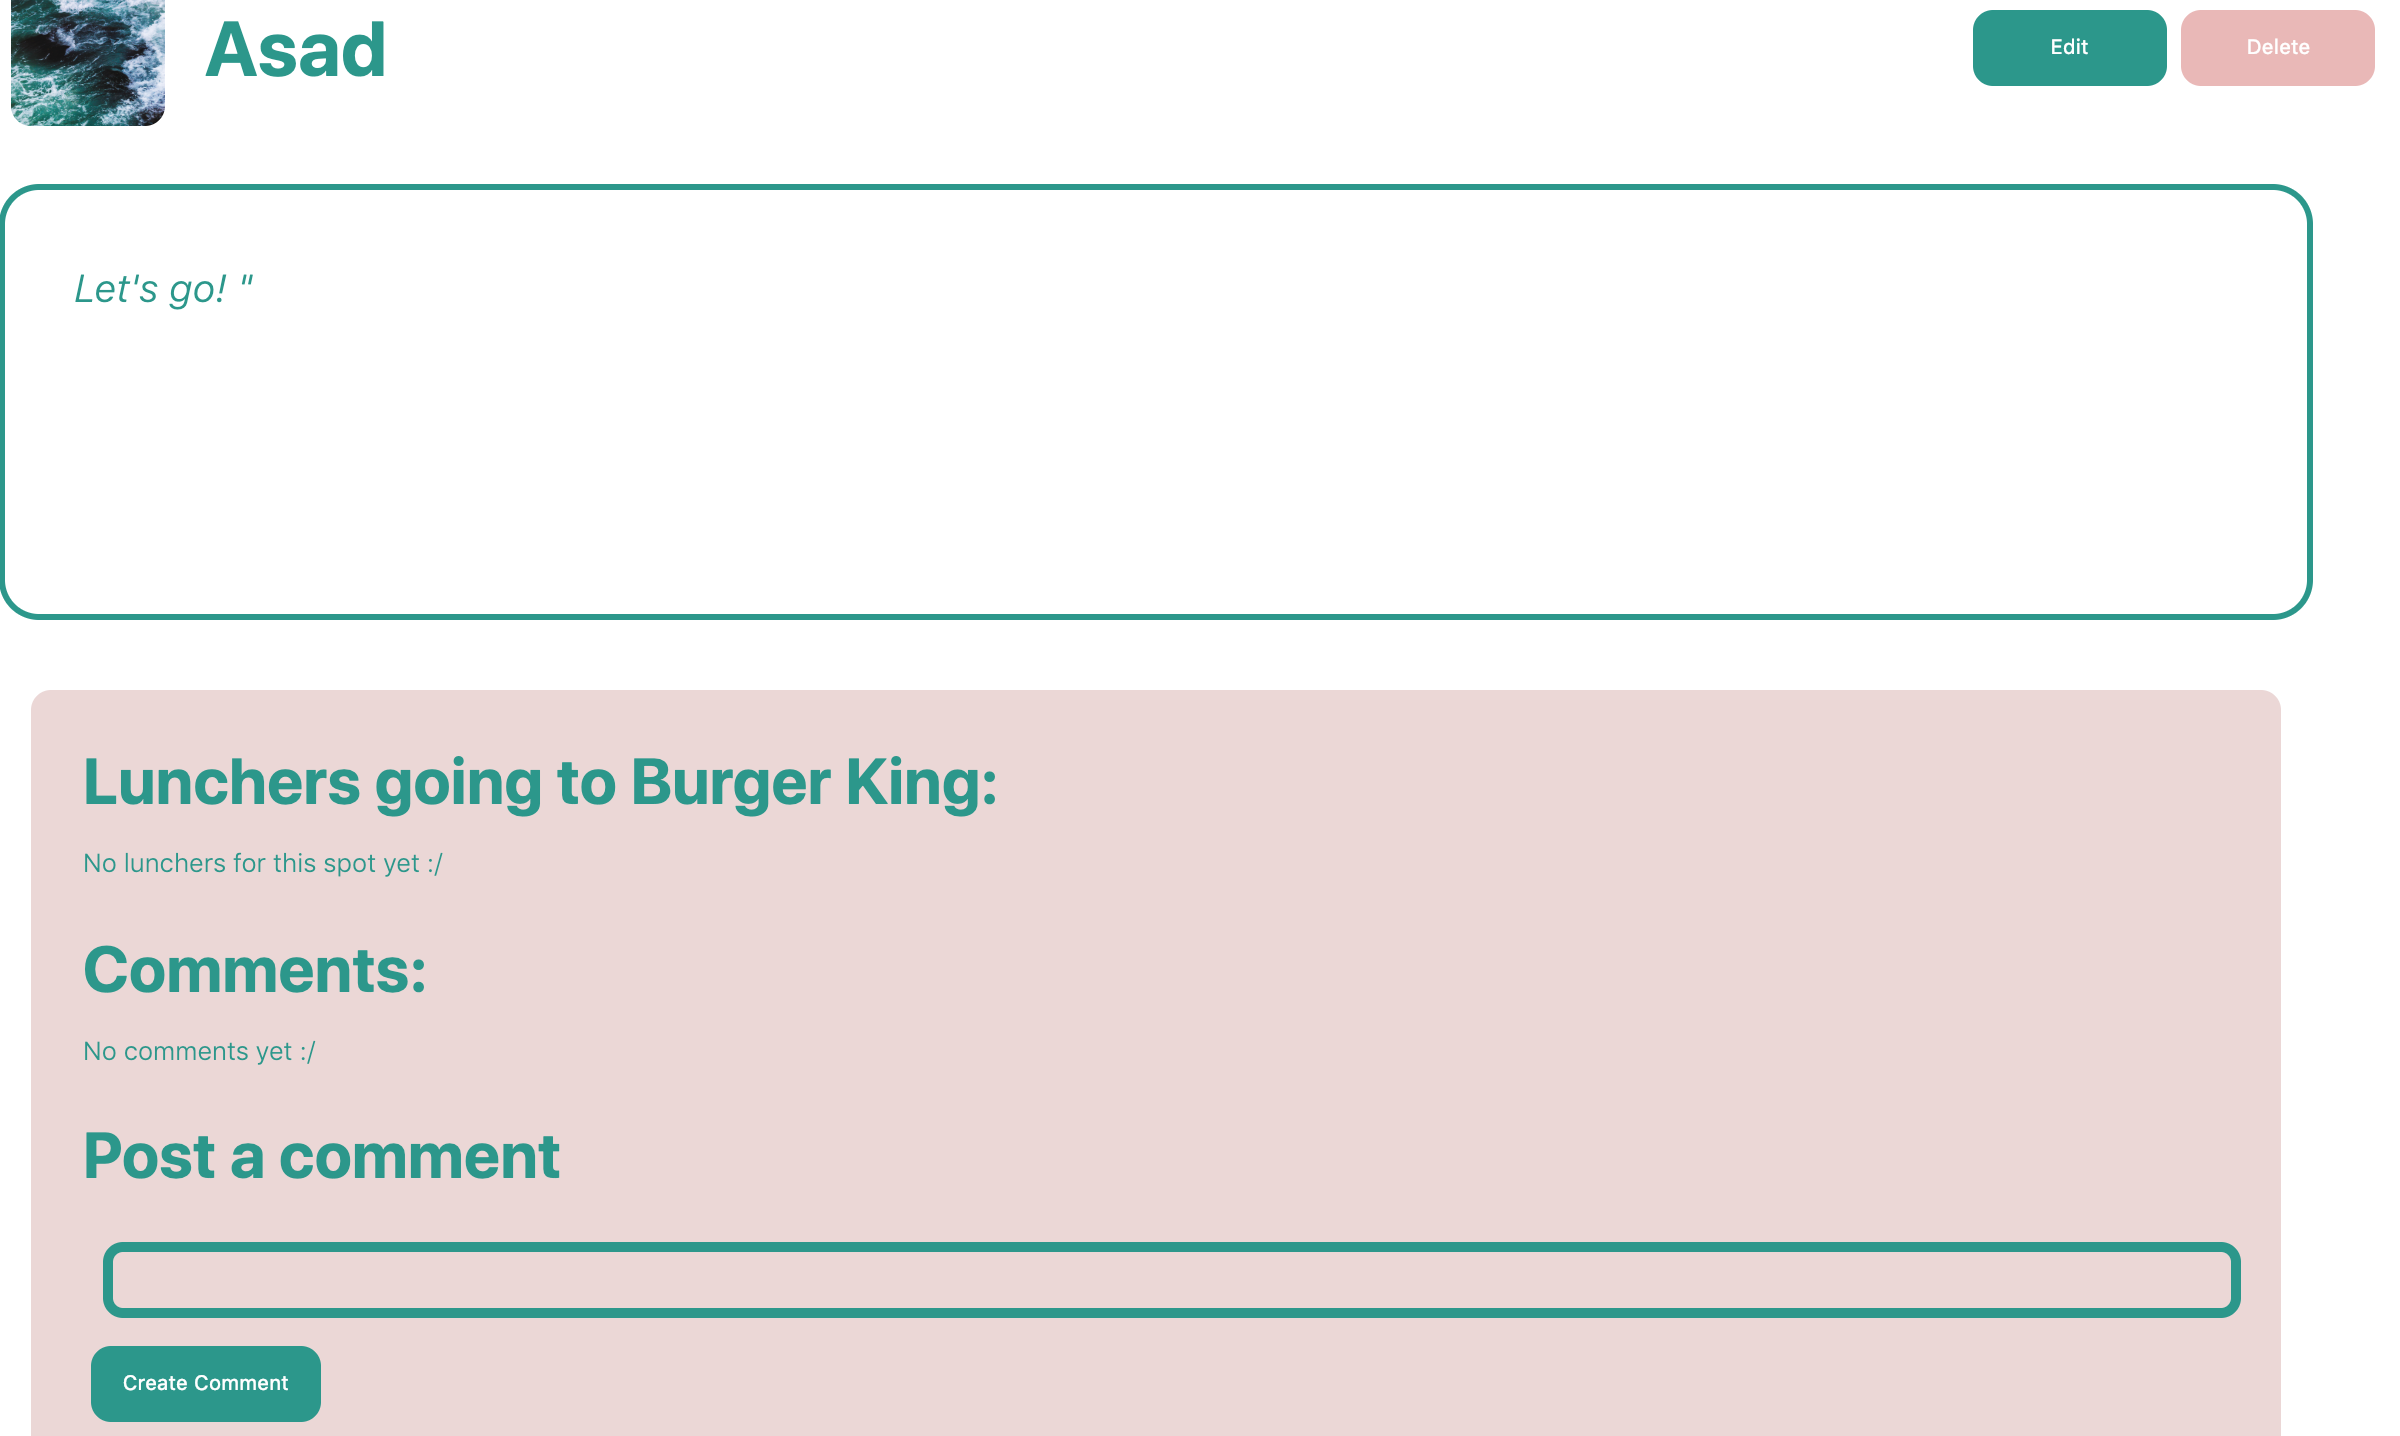 Asad
Edit
Delete
Let's go! "
Lunchers going to Burger King:
No lunchers for this spot yet :/
Comments:
No comments yet :/
Post a comment
Create Comment